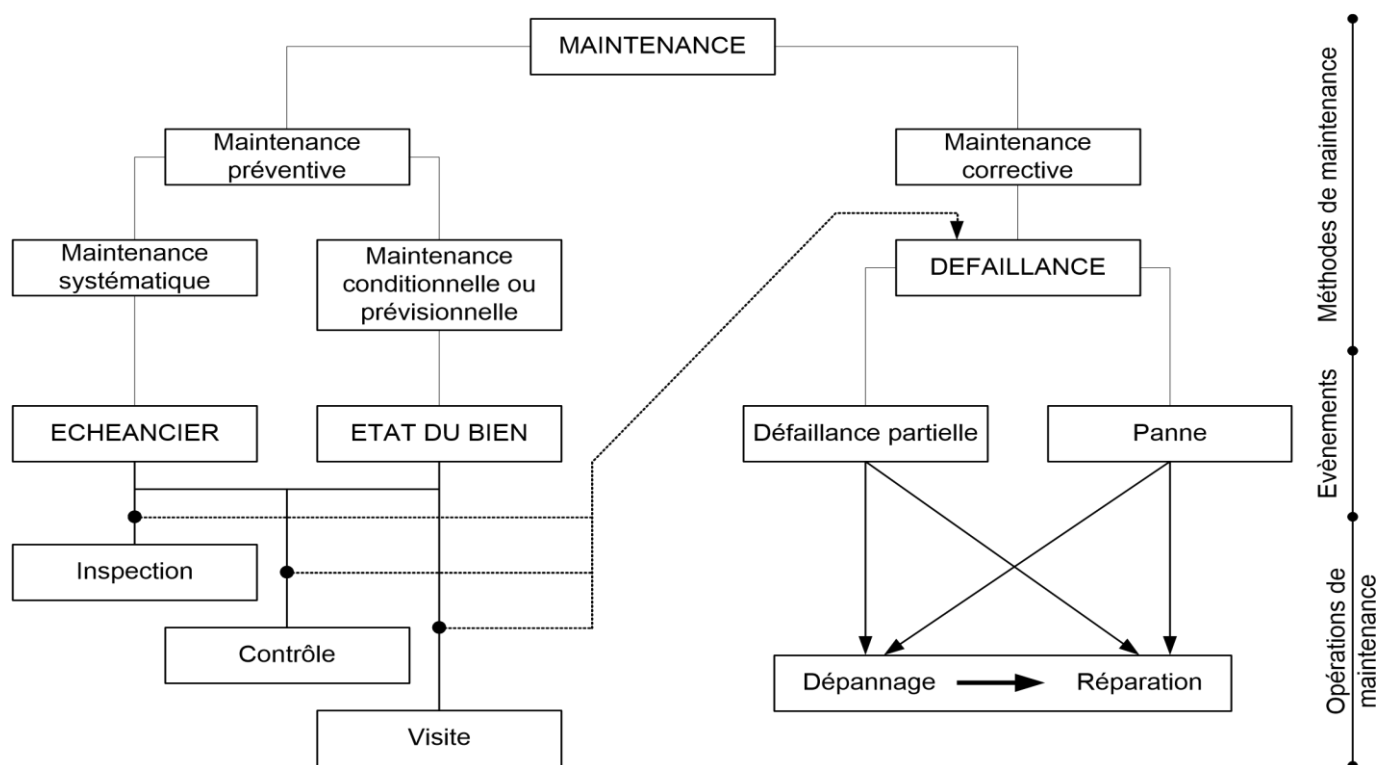 MAINTENANCE
Maintenance
préventive
Maintenance
corrective
Maintenance
systématique
Maintenance
conditionnelle ou
prévisionnelle
DEFAILLANCE
ECHEANCIER
ETAT DU BIEN
Défaillance partielle
Panne
Inspection
Contrôle
Visite
Dépannage
Réparation
Méthodes de maintenance
Evènements
Opérations de
maintenance